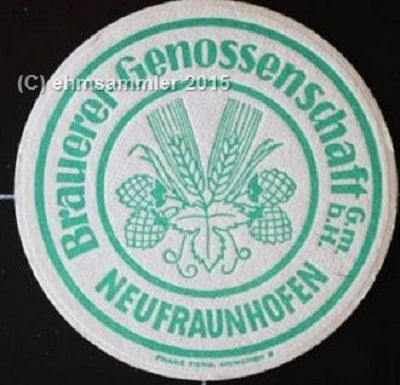 (C) ehmsammler 2015
Brauerei Genossenschaft G.m.
b.H.
NEUFRAUNHOFEN